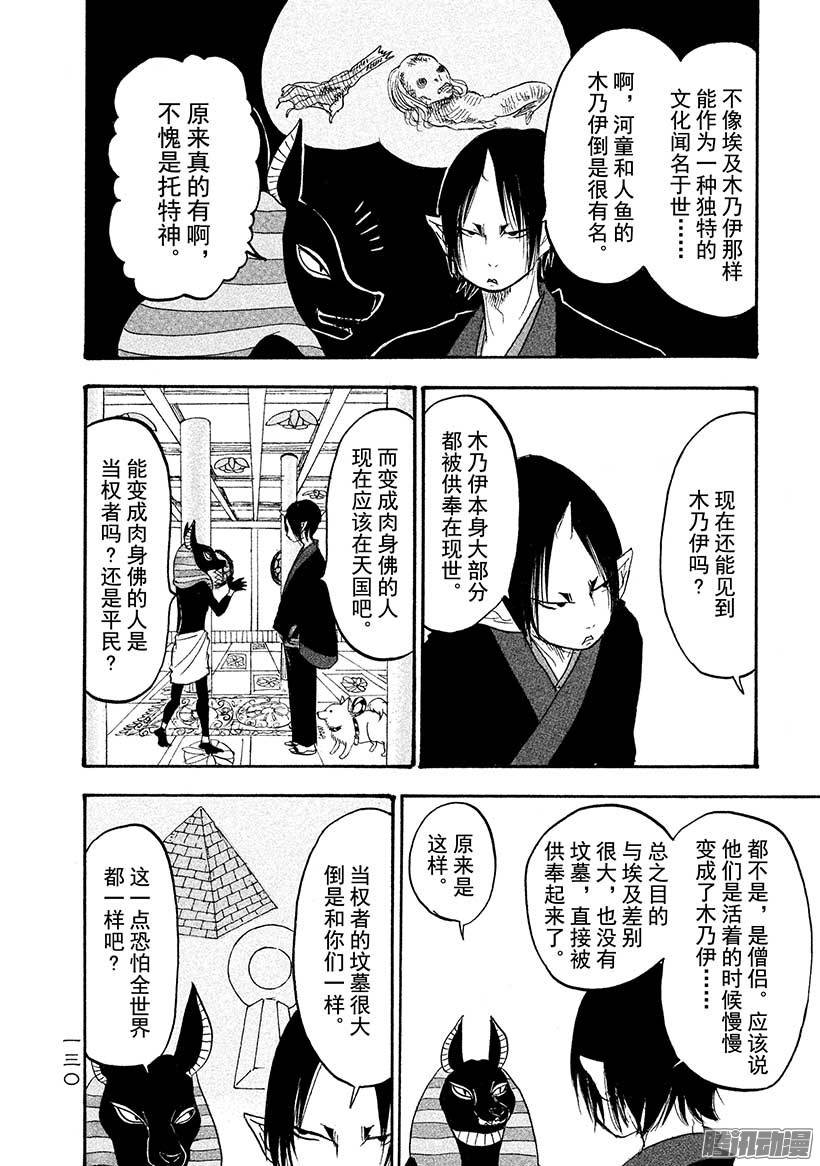 不像埃及木乃伊那样
能作为一种独特的
文化闻名于世……
啊，河童和人鱼的
木乃伊倒是很有名。
原来真的有啊，
不愧是托特神。
现在还能见到
木乃伊吗？
木乃伊本身大部分
都被供奉在现世。
而变成肉身佛的人
现在应该在天国吧。
能变成肉身佛的人是
当权者吗？还是平民？
都不是，是僧侣。应该说
他们是活着的时候慢慢
变成了木乃伊……
总之目的
与埃及差别
很大，也没有
坟墓，直接被
供奉起来了。
原来是
这样。
当权者的坟墓很大
倒是和你们一样。
这一点恐怕全世界
都一样吧？
一三〇
腾讯动漫